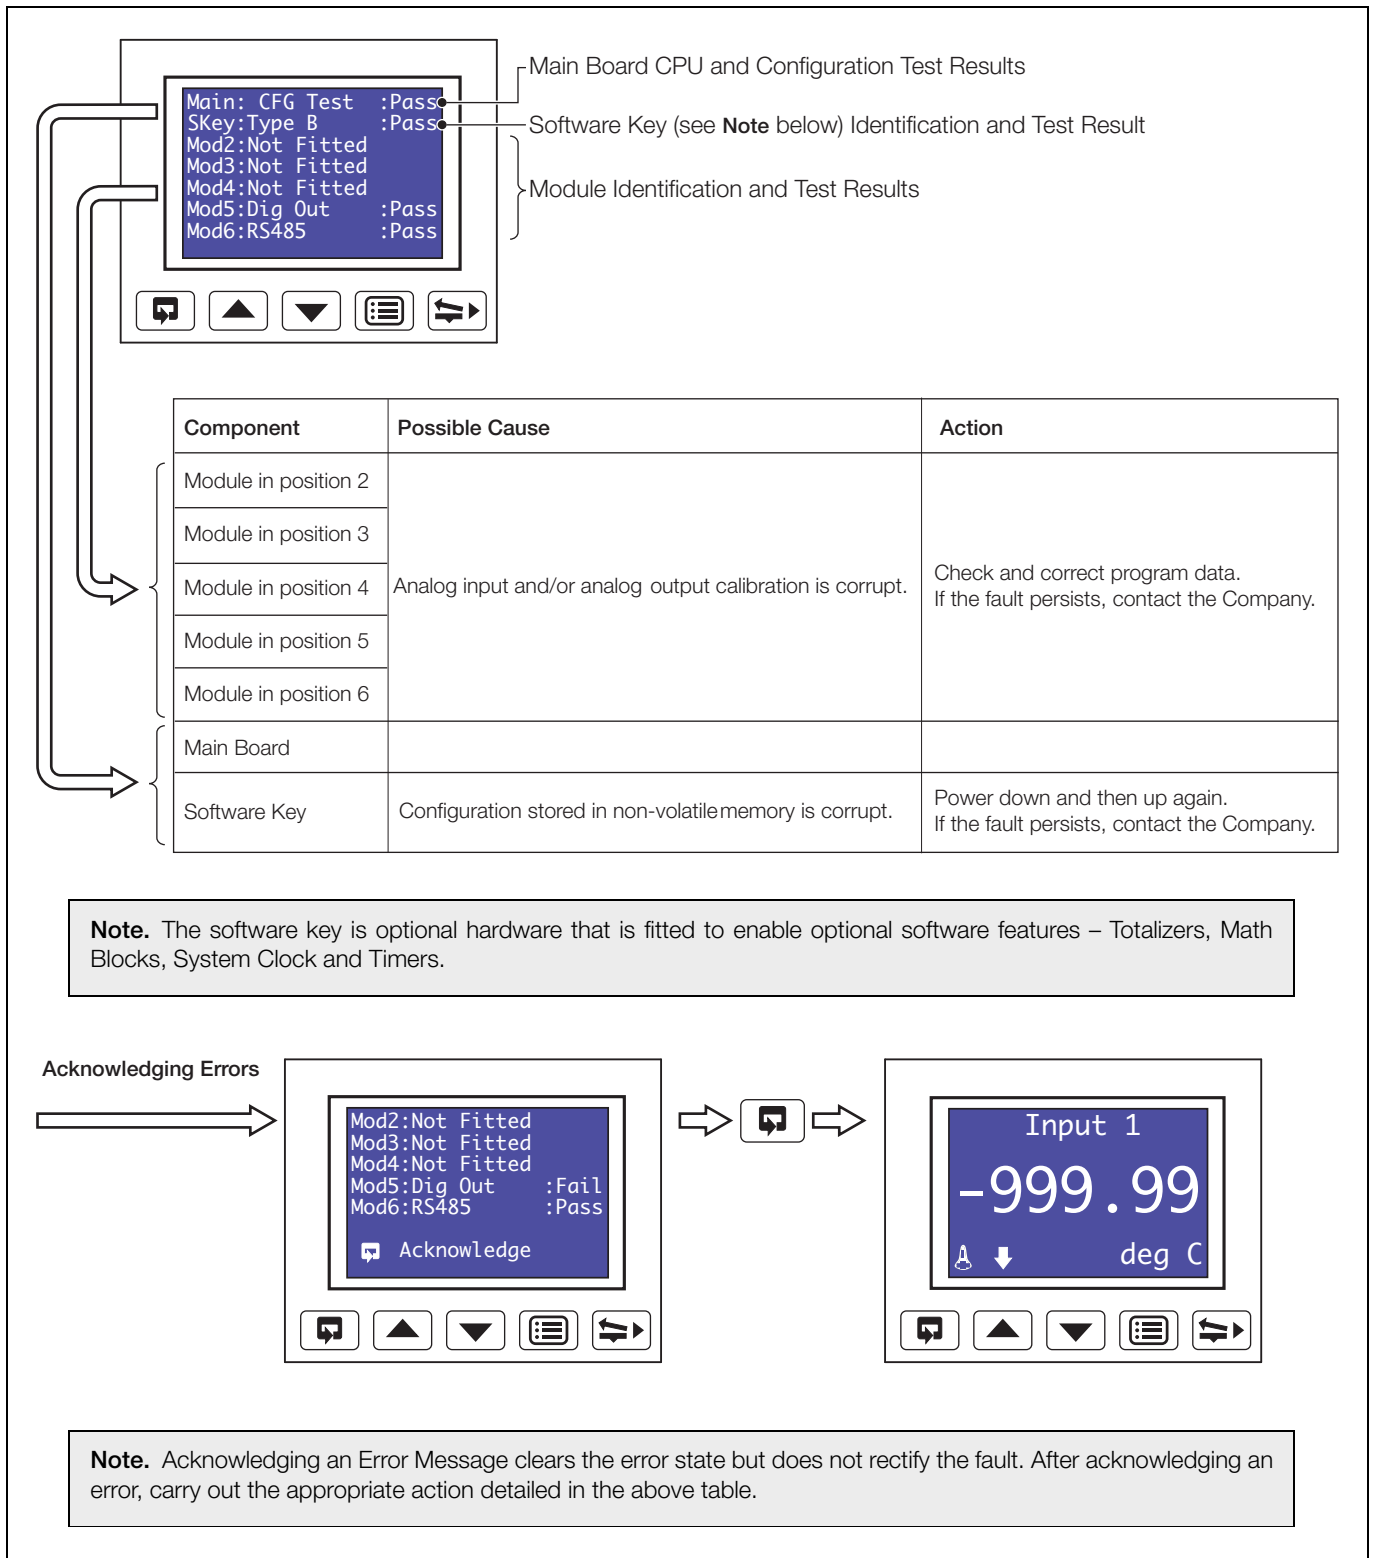 Main: CFG Test :Pass
SKey:Type B :Pass
Mod2:Not Fitted
Mod3:Not Fitted
Mod4:Not Fitted
Mod5:Dig Out :Pass
Mod6:RS485 :Pass
Main Board CPU and Configuration Test Results
Software Key (see Note below) Identification and Test Result
Module Identification and Test Results
Component Possible Cause Action
Module in position 2
Module in position 3
Module in position 4
Module in position 5
Module in position 6
Analog input and/or analog output calibration is corrupt.
Check and correct program data.
If the fault persists, contact the Company.
Main Board
Software Key
Configuration stored in non-volatile memory is corrupt.
Power down and then up again.
If the fault persists, contact the Company.
Note. The software key is optional hardware that is fitted to enable optional software features – Totalizers, Math
Blocks, System Clock and Timers.
Acknowledging Errors
Mod2:Not Fitted
Mod3:Not Fitted
Mod4:Not Fitted
Mod5:Dig Out :Fail
Mod6:RS485 :Pass
Acknowledge
Input 1
-999.99
deg C
Note. Acknowledging an Error Message clears the error state but does not rectify the fault. After acknowledging an
error, carry out the appropriate action detailed in the above table.